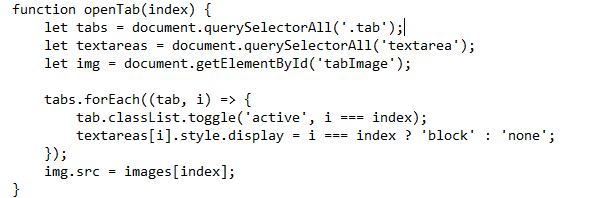 function openTab(index) {
    let tabs = document.querySelectorAll('.tab');
    let textareas = document.querySelectorAll('textarea');
    let img = document.getElementById('tabImage');

    tabs.forEach((tab, i) => {
        tab.classList.toggle('active', i === index);
        textareas[i].style.display = i === index ? 'block' : 'none';
    });
    img.src = images[index];
}